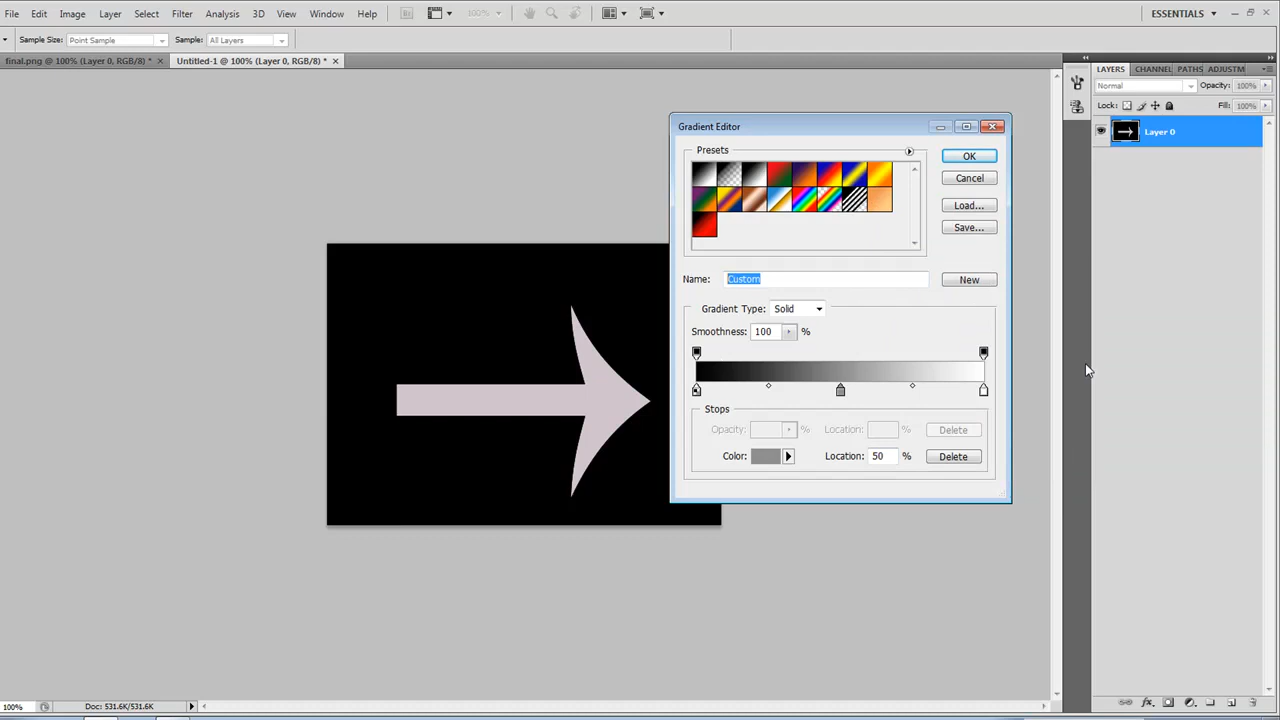 File Edit Image Layer Select Filter Analysis 3D View Window Help 100% ESSENTIALS
Sample Size: Point Sample Sample: All Layers
final.png @ 100% (Layer 0, RGB/8) * Untitled-1 @ 100% (Layer 0, RGB/8) *
LAYERS CHANNEL PATHS ADJUSTM
Normal Opacity: 100%
Lock: Fill: 100%
Layer 0
Gradient Editor
Presets
OK
Cancel
Load...
Save...
Name: Custom New
Gradient Type: Solid
Smoothness: 100 %
Stops
Opacity: % Location: % Delete
Color: Location: 50 % Delete
100% Doc: 531.6K/531.6K